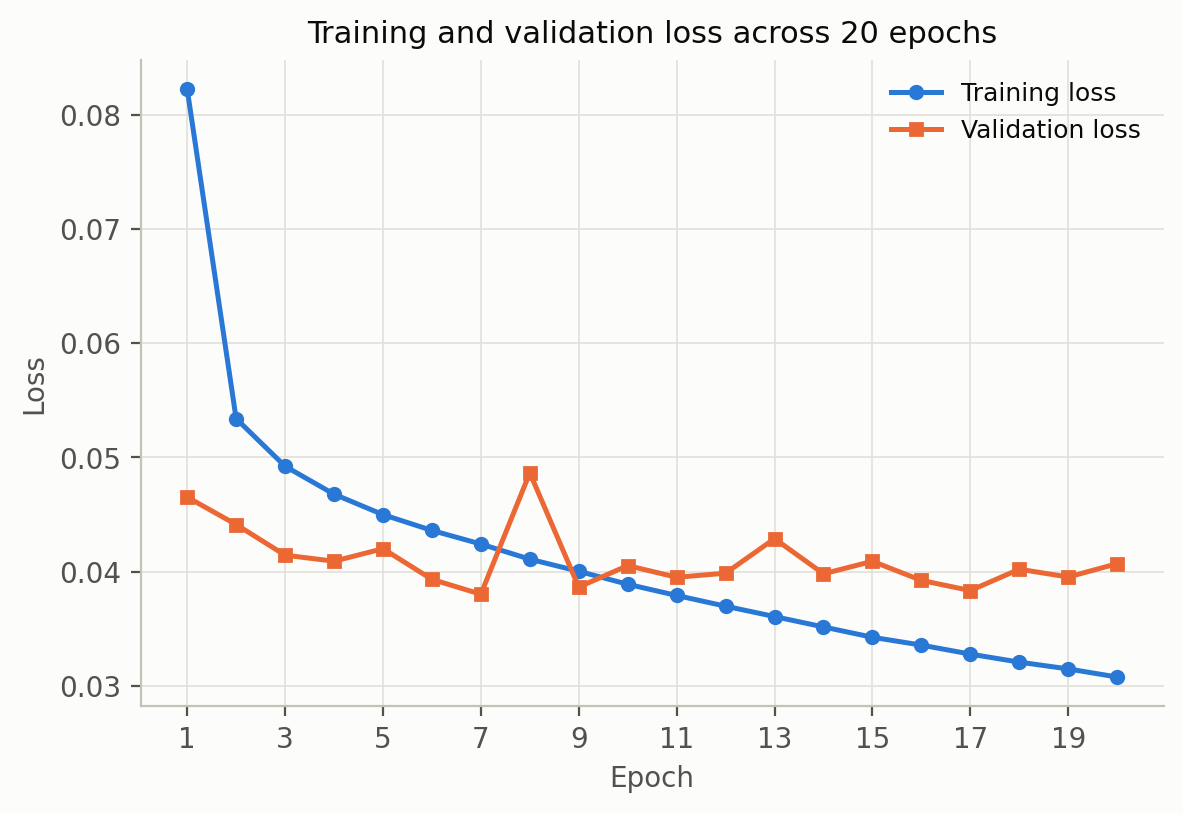 Training and validation loss across 20 epochs
Training loss
Validation loss
0.08
0.07
0.06
0.05
0.04
0.03
Loss
1 3 5 7 9 11 13 15 17 19
Epoch